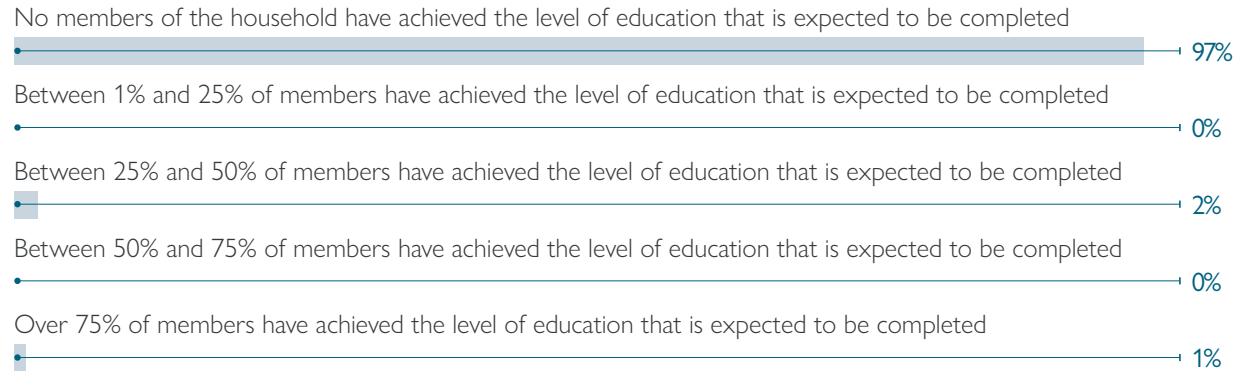 No members of the household have achieved the level of education that is expected to be completed
97%
Between 1% and 25% of members have achieved the level of education that is expected to be completed
0%
Between 25% and 50% of members have achieved the level of education that is expected to be completed
2%
Between 50% and 75% of members have achieved the level of education that is expected to be completed
0%
Over 75% of members have achieved the level of education that is expected to be completed
1%